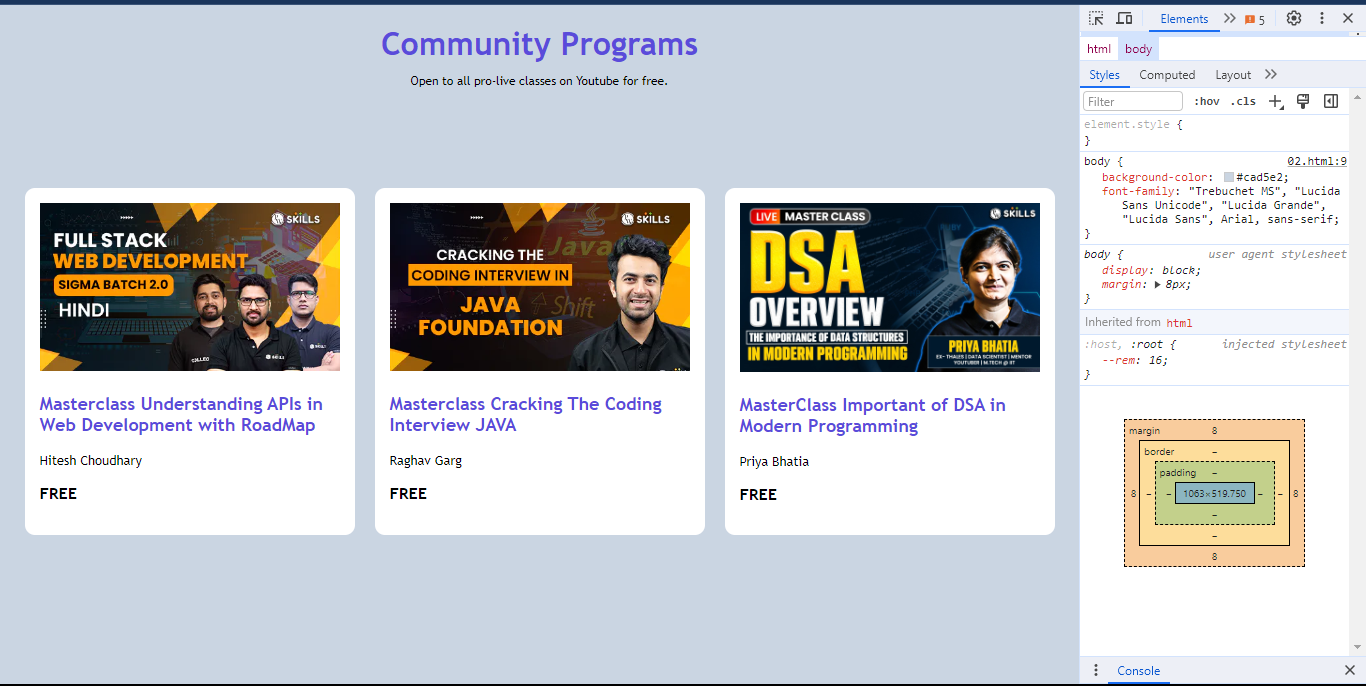 Community Programs
Open to all pro-live classes on Youtube for free.
SKILLS
FULL STACK
WEB DEVELOPMENT
SIGMA BATCH 2.0
HINDI
Masterclass Understanding APIs in
Web Development with RoadMap
Hitesh Choudhary
FREE
SKILLS
Java
CRACKING THE
CODING INTERVIEW IN
JAVA
Shift
FOUNDATION
Masterclass Cracking The Coding
Interview JAVA
Raghav Garg
FREE
LIVE MASTER CLASS
SKILLS
DSA
OVERVIEW
THE IMPORTANCE OF DATA STRUCTURES
IN MODERN PROGRAMMING
PRIYA BHATIA
EX- THALES | DATA SCIENTIST | MENTOR
YOUTUBER | M.TECH @ IIT
MasterClass Important of DSA in
Modern Programming
Priya Bhatia
FREE
Elements 5
html body
Styles Computed Layout
Filter :hov .cls
element.style {
}
body { 02.html:9
background-color: #cad5e2;
font-family: "Trebuchet MS", "Lucida
Sans Unicode", "Lucida Grande",
"Lucida Sans", Arial, sans-serif;
}
body { user agent stylesheet
display: block;
margin: 8px;
}
Inherited from html
:host, :root { injected stylesheet
--rem: 16;
}
margin 8
border –
padding –
8 – – 1063×519.750 – – 8
–
–
8
Console